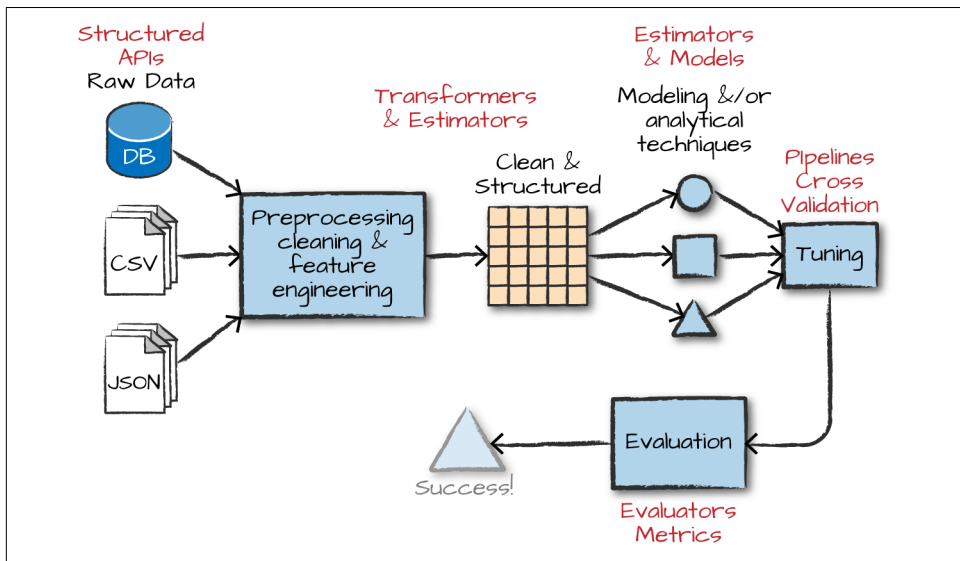 Structured
APIs
Raw Data
DB
CSV
JSON
Preprocessing
cleaning &
feature
engineering
Transformers
& Estimators
Clean &
Structured
Estimators
& Models
Modeling &/or
analytical
techniques
PIpelines
Cross
Validation
Tuning
Evaluation
Evaluators
Metrics
Success!